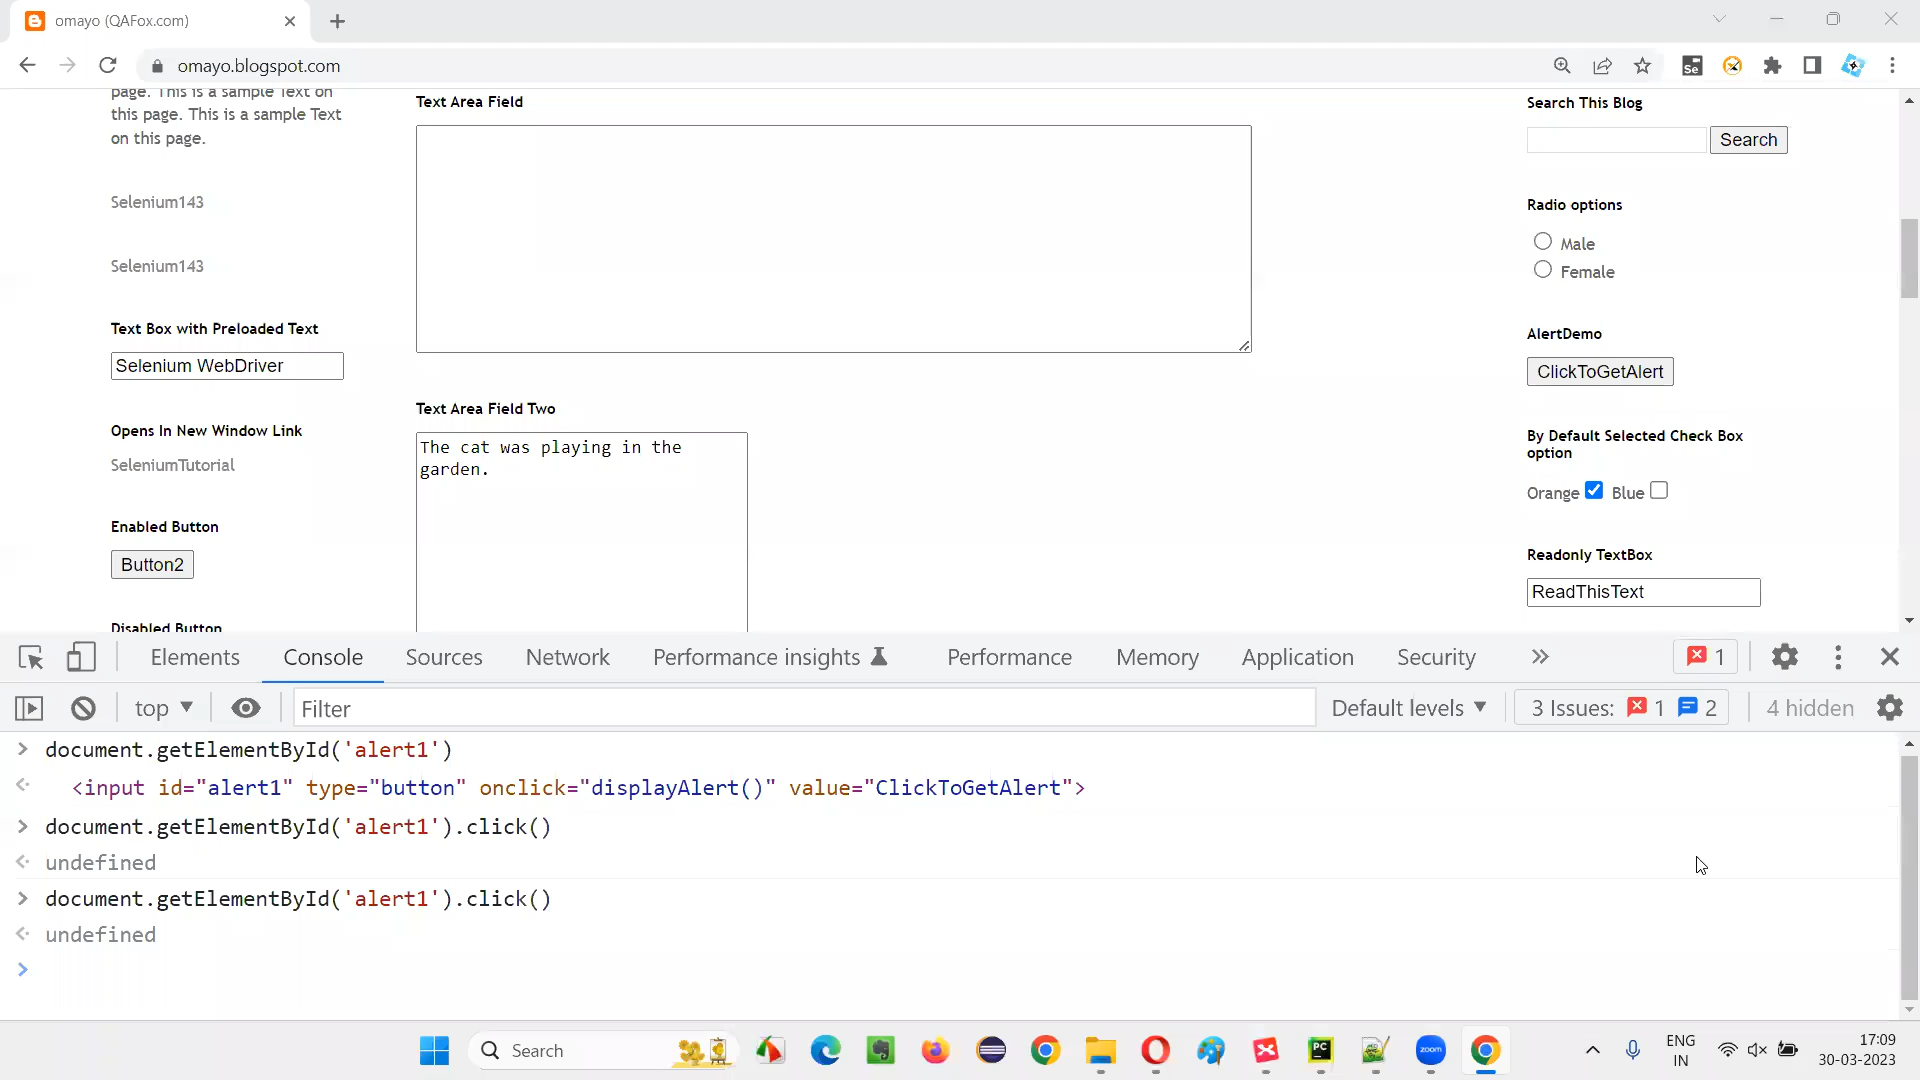 omayo (QAFox.com)
omayo.blogspot.com
page. This is a sample Text on
this page. This is a sample Text
on this page.
Selenium143
Selenium143
Text Box with Preloaded Text
Selenium WebDriver
Opens In New Window Link
SeleniumTutorial
Enabled Button
Button2
Disabled Button
Text Area Field
Text Area Field Two
The cat was playing in the
garden.
Search This Blog
Search
Radio options
Male
Female
AlertDemo
ClickToGetAlert
By Default Selected Check Box
option
Orange Blue
Readonly TextBox
ReadThisText
Elements Console Sources Network Performance insights Performance Memory Application Security » 1
top Filter Default levels 3 Issues: 1 2 4 hidden
document.getElementById('alert1')
<input id="alert1" type="button" onclick="displayAlert()" value="ClickToGetAlert">
document.getElementById('alert1').click()
undefined
document.getElementById('alert1').click()
undefined
Search
Se
PC
zoom
ENG
IN
17:09
30-03-2023